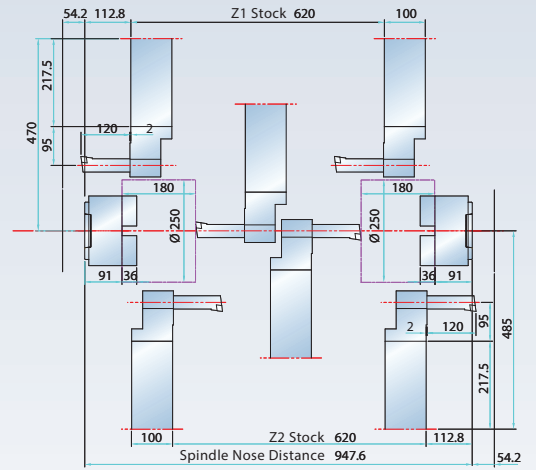 54.2 112.8 Z1 Stock 620 100
217.5
470
120 2
95
180 180
Ø 250 Ø 250
91 36 36 91
2 120 95
485
217.5
100 Z2 Stock 620 112.8
Spindle Nose Distance 947.6 54.2